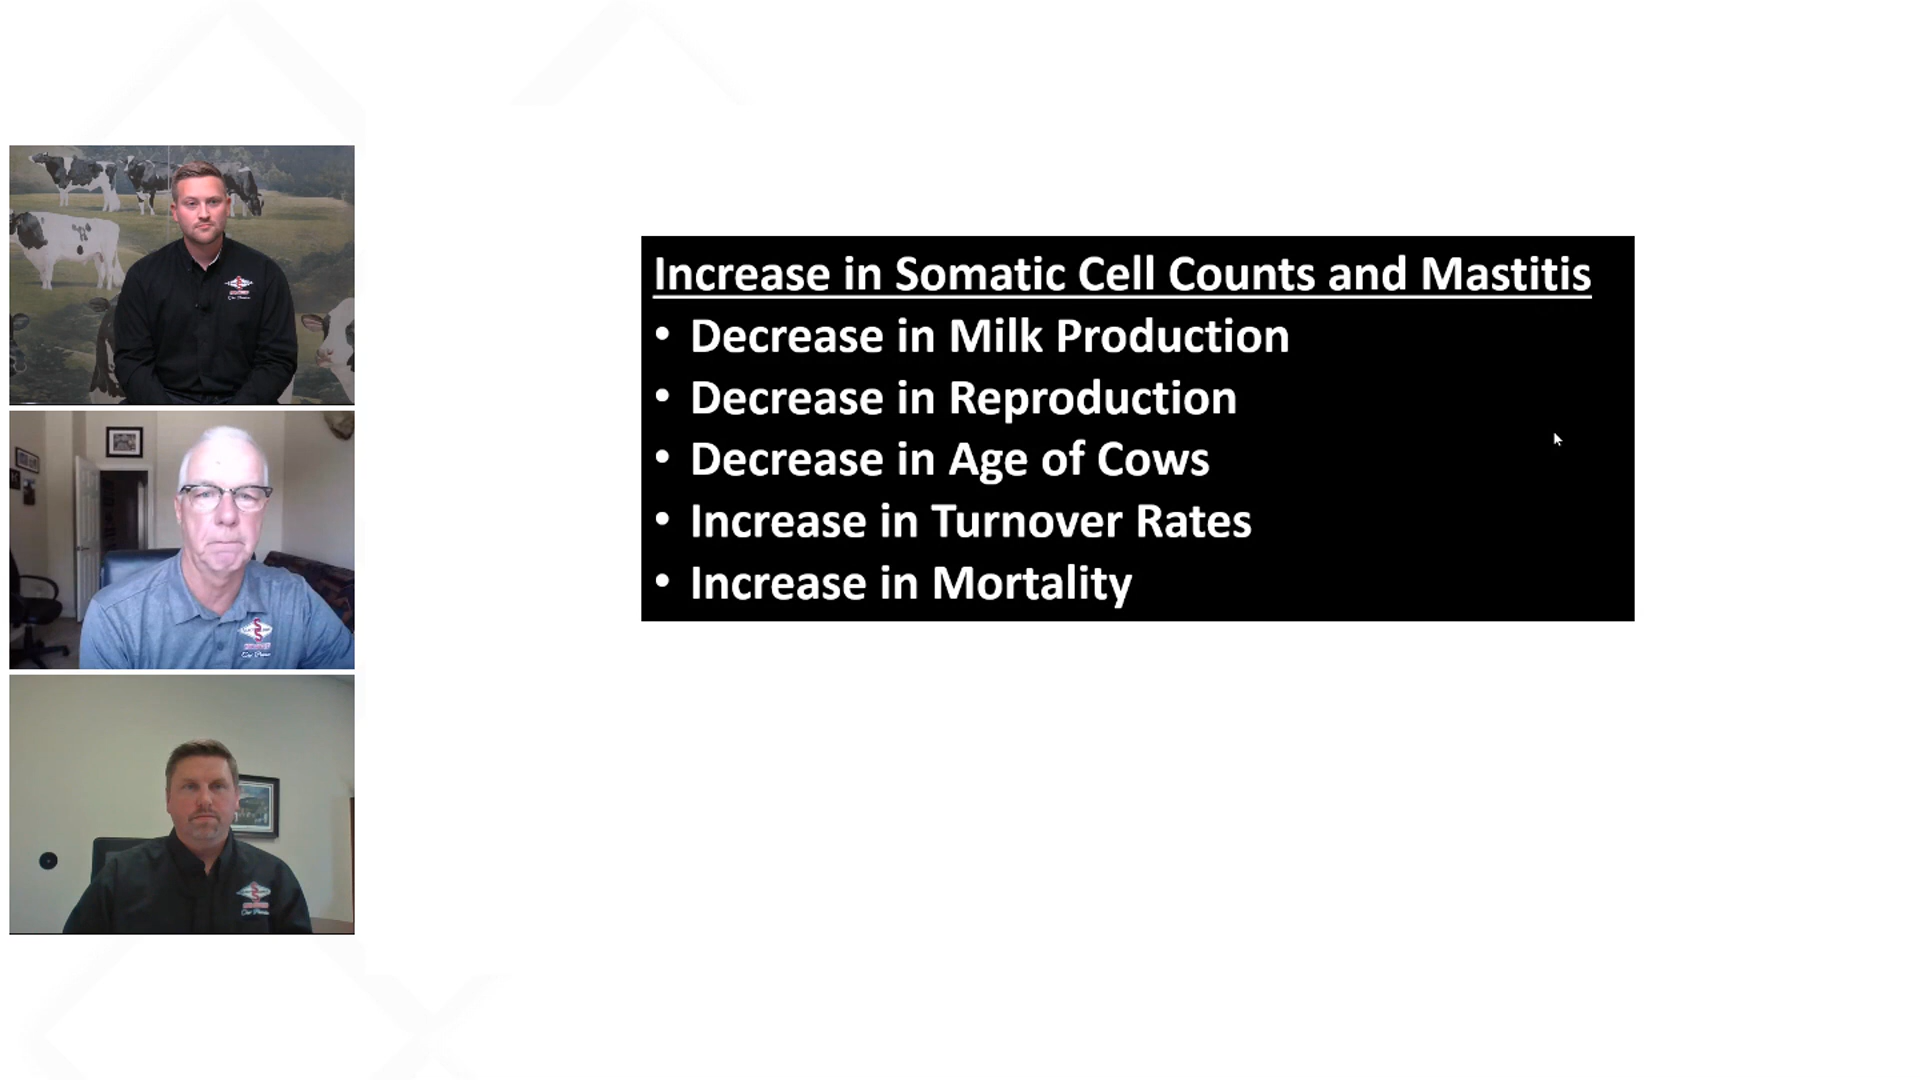 Increase in Somatic Cell Counts and Mastitis
• Decrease in Milk Production
• Decrease in Reproduction
• Decrease in Age of Cows
• Increase in Turnover Rates
• Increase in Mortality